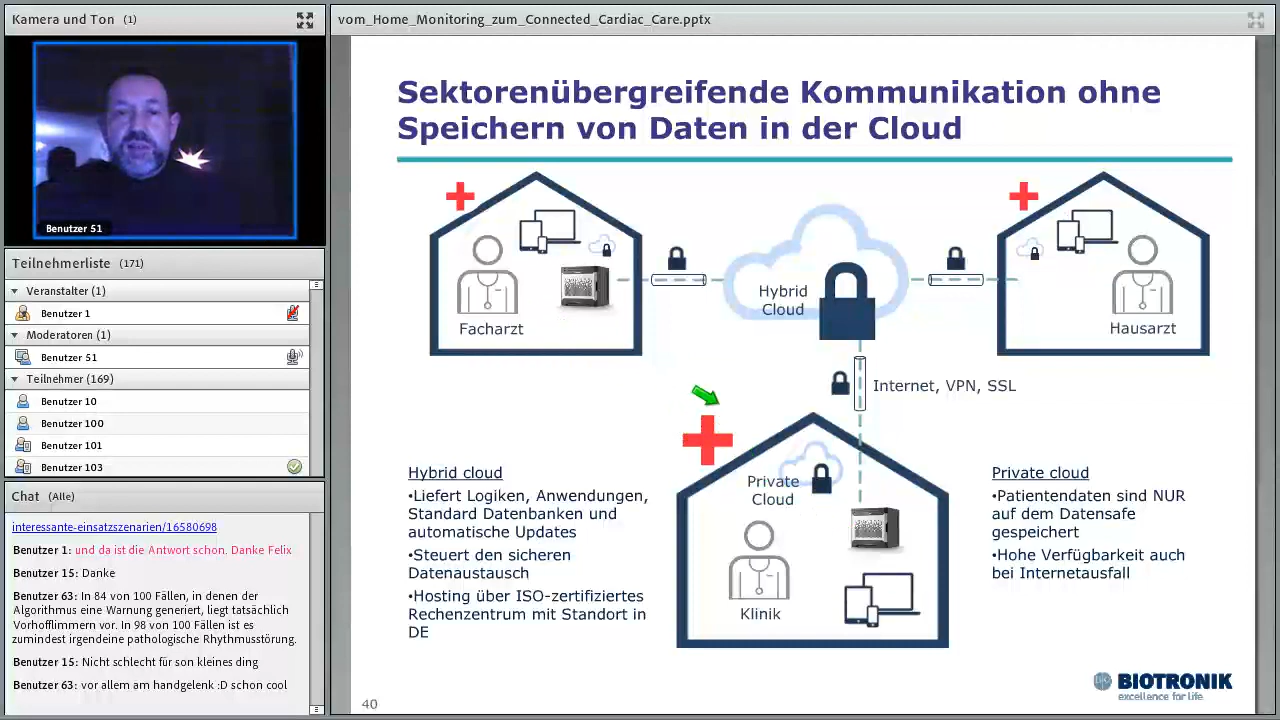 Kamera und Ton (1)
Benutzer 51
Teilnehmerliste (171)
Veranstalter (1)
Benutzer 1
Moderatoren (1)
Benutzer 51
Teilnehmer (169)
Benutzer 10
Benutzer 100
Benutzer 101
Benutzer 103
Chat (Alle)
interessante-einsatzszenarien/16580698
Benutzer 1: und da ist die Antwort schon. Danke Felix
Benutzer 15: Danke
Benutzer 63: In 84 von 100 Fällen, in denen der
Algorithmus eine Warnung generiert, liegt tatsächlich
Vorhofflimmern vor. In 98 von 100 Fällen ist es
zumindest irgendeine pathologische Rhythmusstörung.
Benutzer 15: Nicht schlecht für son kleines ding
Benutzer 63: vor allem am handgelenk :D schon cool
vom_Home_Monitoring_zum_Connected_Cardiac_Care.pptx
Sektorenübergreifende Kommunikation ohne
Speichern von Daten in der Cloud
Facharzt
Hybrid
Cloud
Hausarzt
Internet, VPN, SSL
Hybrid cloud
•Liefert Logiken, Anwendungen,
Standard Datenbanken und
automatische Updates
•Steuert den sicheren
Datenaustausch
•Hosting über ISO-zertifiziertes
Rechenzentrum mit Standort in
DE
Private
Cloud
Klinik
Private cloud
•Patientendaten sind NUR
auf dem Datensafe
gespeichert
•Hohe Verfügbarkeit auch
bei Internetausfall
BIOTRONIK
excellence for life
40